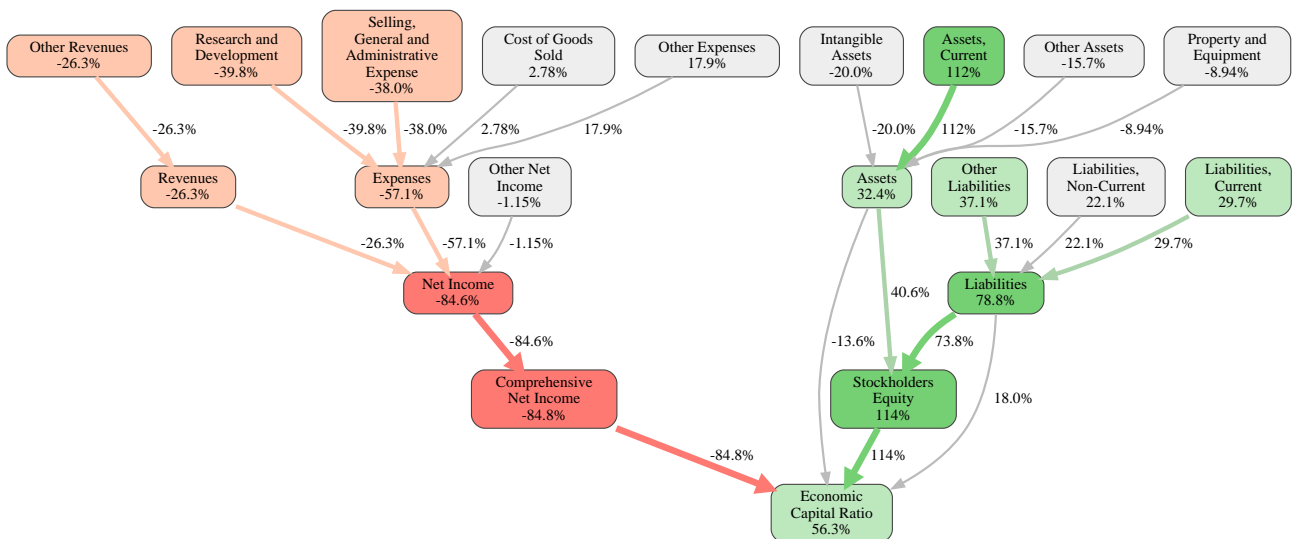 Other Revenues
-26.3%
Research and
Development
-39.8%
Selling,
General and
Administrative
Expense
-38.0%
Cost of Goods
Sold
2.78%
Other Expenses
17.9%
Intangible
Assets
-20.0%
Assets,
Current
112%
Other Assets
-15.7%
Property and
Equipment
-8.94%
-26.3%
-39.8%
-38.0%
2.78%
17.9%
-20.0%
112%
-15.7%
-8.94%
Revenues
-26.3%
Expenses
-57.1%
Other Net
Income
-1.15%
Assets
32.4%
Other
Liabilities
37.1%
Liabilities,
Non-Current
22.1%
Liabilities,
Current
29.7%
-26.3%
-57.1%
-1.15%
37.1%
22.1%
29.7%
Net Income
-84.6%
40.6%
Liabilities
78.8%
-84.6%
-13.6%
73.8%
Comprehensive
Net Income
-84.8%
Stockholders
Equity
114%
18.0%
-84.8%
114%
Economic
Capital Ratio
56.3%